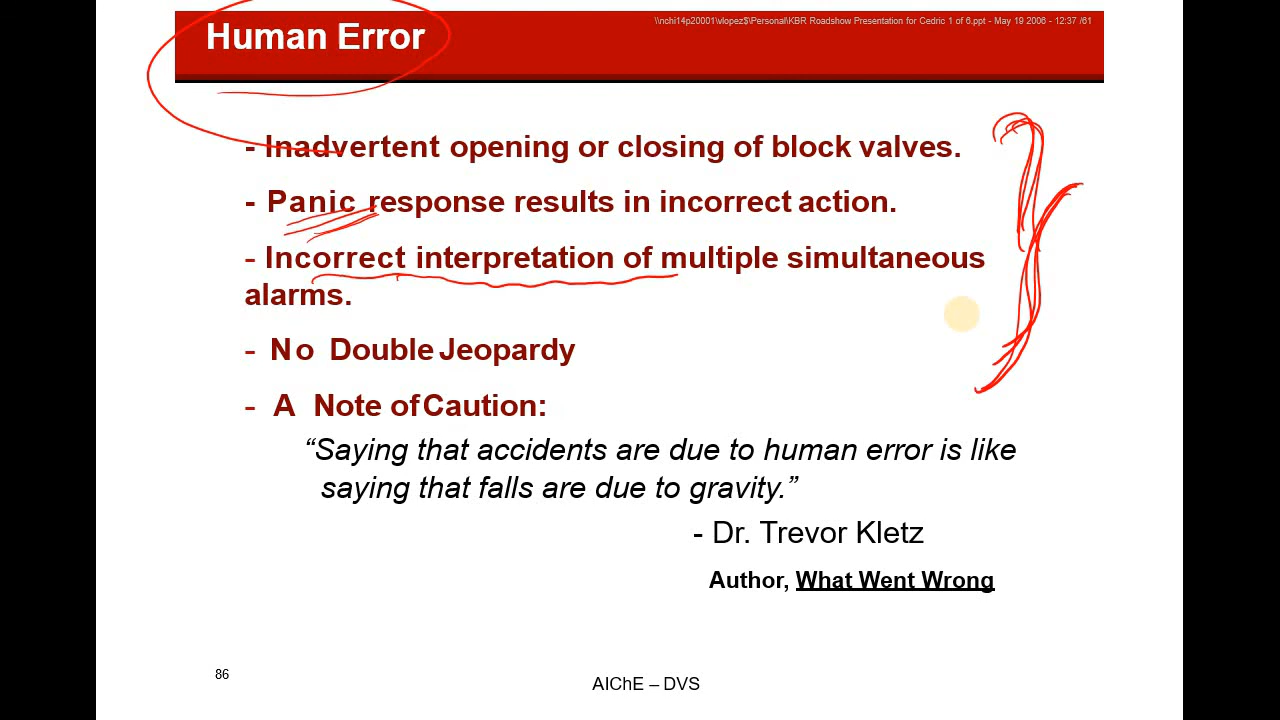 \\nchi14p20001\vlopez$\Personal\KBR Roadshow Presentation for Cedric 1 of 6.ppt - May 19 2006 - 12:37 /61
Human Error
- Inadvertent opening or closing of block valves.
- Panic response results in incorrect action.
- Incorrect interpretation of multiple simultaneous
alarms.
- No Double Jeopardy
- A Note of Caution:
“Saying that accidents are due to human error is like
saying that falls are due to gravity.”
- Dr. Trevor Kletz
Author, What Went Wrong
86
AIChE – DVS